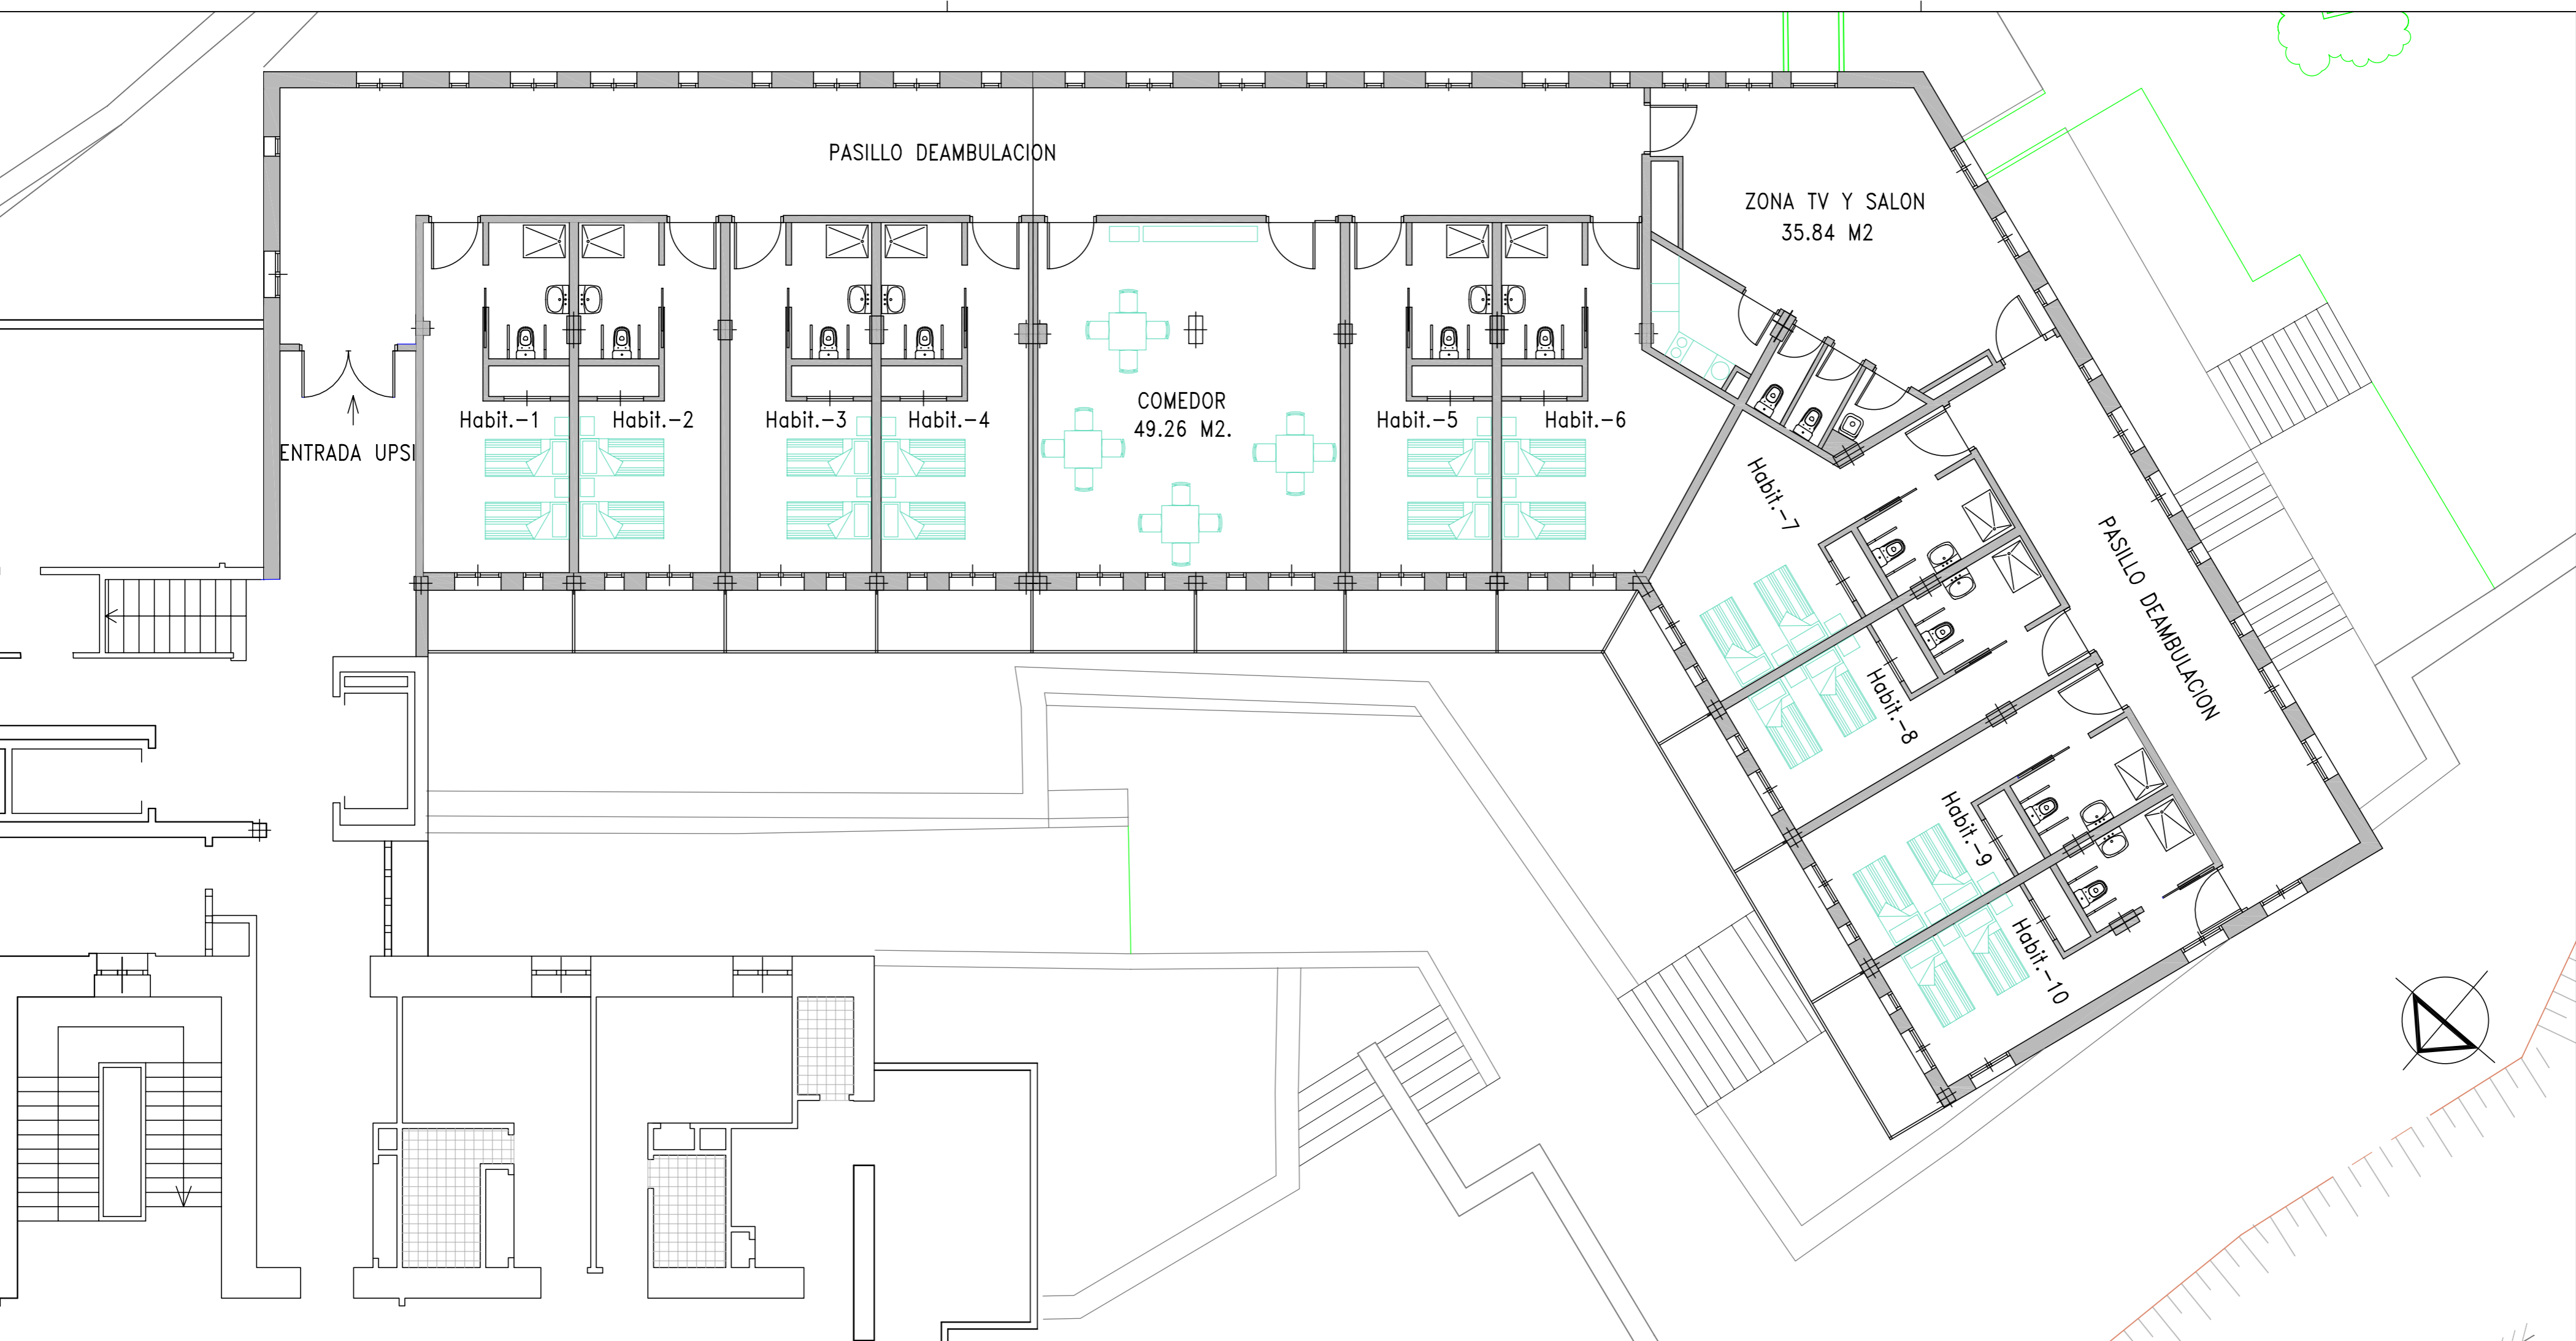 PASILLO DEAMBULACION
ZONA TV Y SALON
35.84 M2
COMEDOR
49.26 M2.
Habit.-1
Habit.-2
Habit.-3
Habit.-4
Habit.-5
Habit.-6
ENTRADA UPSI
Habit.-7
Habit.-8
PASILLO DEAMBULACION
Habit.-9
Habit.-10